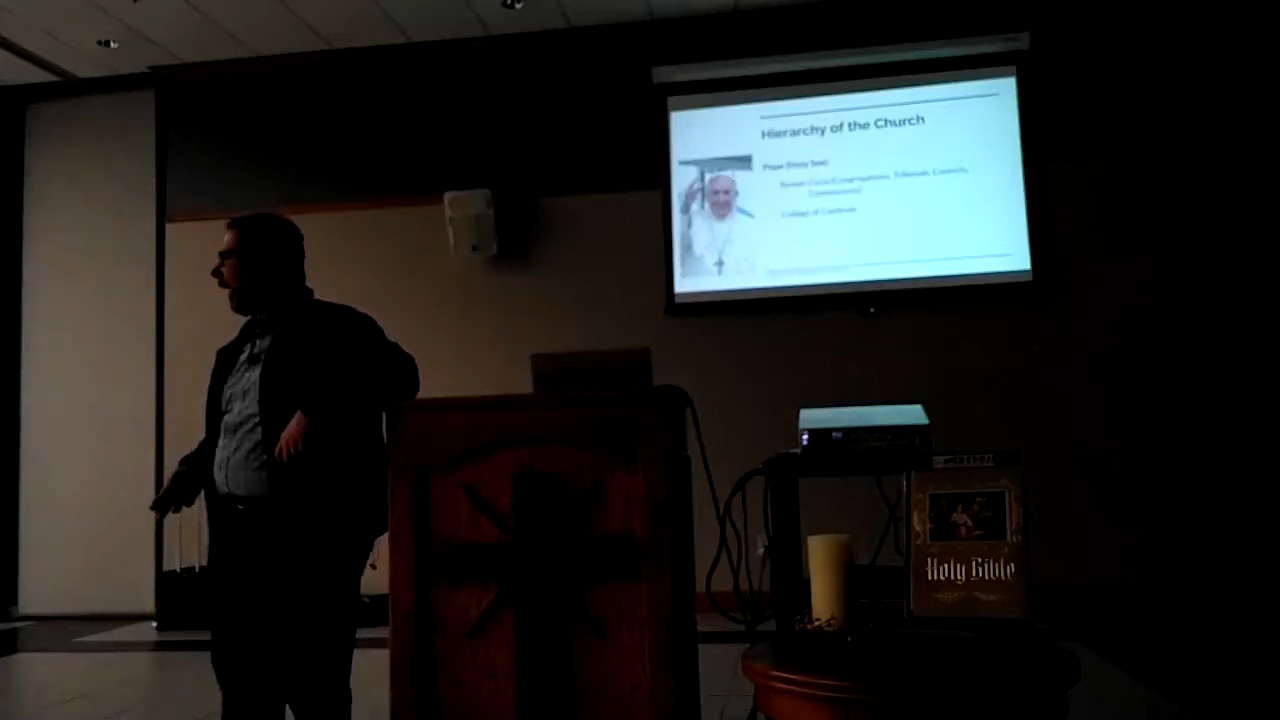 Hierarchy of the Church
Pope (Holy See)
Roman Curia (Congregations, Tribunals, Councils,
Commissions)
College of Cardinals
Holy Bible